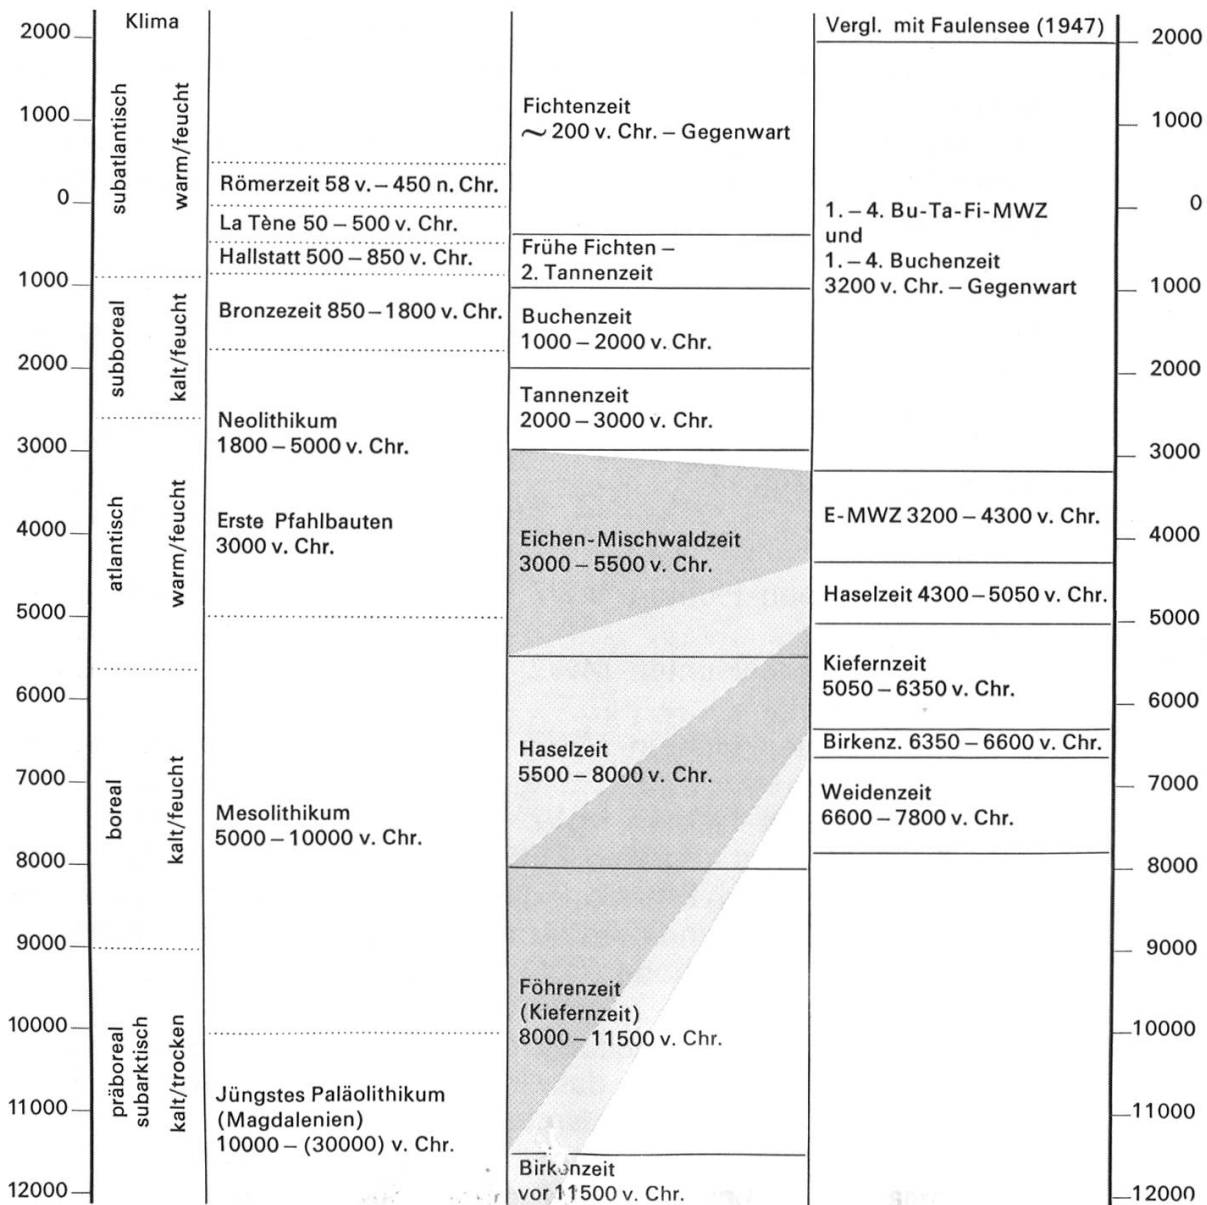 Klima
Vergl. mit Faulensee (1947)
2000
1000
0
1000
2000
3000
4000
5000
6000
7000
8000
9000
10000
11000
12000
subatlantisch
warm/feucht
subboreal
kalt/feucht
atlantisch
warm/feucht
boreal
kalt/feucht
präboreal
subarktisch
kalt/trocken
Römerzeit 58 v. – 450 n. Chr.
La Tène 50 – 500 v. Chr.
Hallstatt 500 – 850 v. Chr.
Bronzezeit 850 – 1800 v. Chr.
Neolithikum
1800 – 5000 v. Chr.
Erste Pfahlbauten
3000 v. Chr.
Mesolithikum
5000 – 10000 v. Chr.
Jüngstes Paläolithikum
(Magdalenien)
10000 – (30000) v. Chr.
Fichtenzeit
~ 200 v. Chr. – Gegenwart
Frühe Fichten –
2. Tannenzeit
Buchenzeit
1000 – 2000 v. Chr.
Tannenzeit
2000 – 3000 v. Chr.
Eichen-Mischwaldzeit
3000 – 5500 v. Chr.
Haselzeit
5500 – 8000 v. Chr.
Föhrenzeit
(Kiefernzeit)
8000 – 11500 v. Chr.
Birkenzeit
vor 11500 v. Chr.
1. – 4. Bu-Ta-Fi-MWZ
und
1. – 4. Buchenzeit
3200 v. Chr. – Gegenwart
E-MWZ 3200 – 4300 v. Chr.
Haselzeit 4300 – 5050 v. Chr.
Kiefernzeit
5050 – 6350 v. Chr.
Birkenz. 6350 – 6600 v. Chr.
Weidenzeit
6600 – 7800 v. Chr.
2000
1000
0
1000
2000
3000
4000
5000
6000
7000
8000
9000
10000
11000
12000